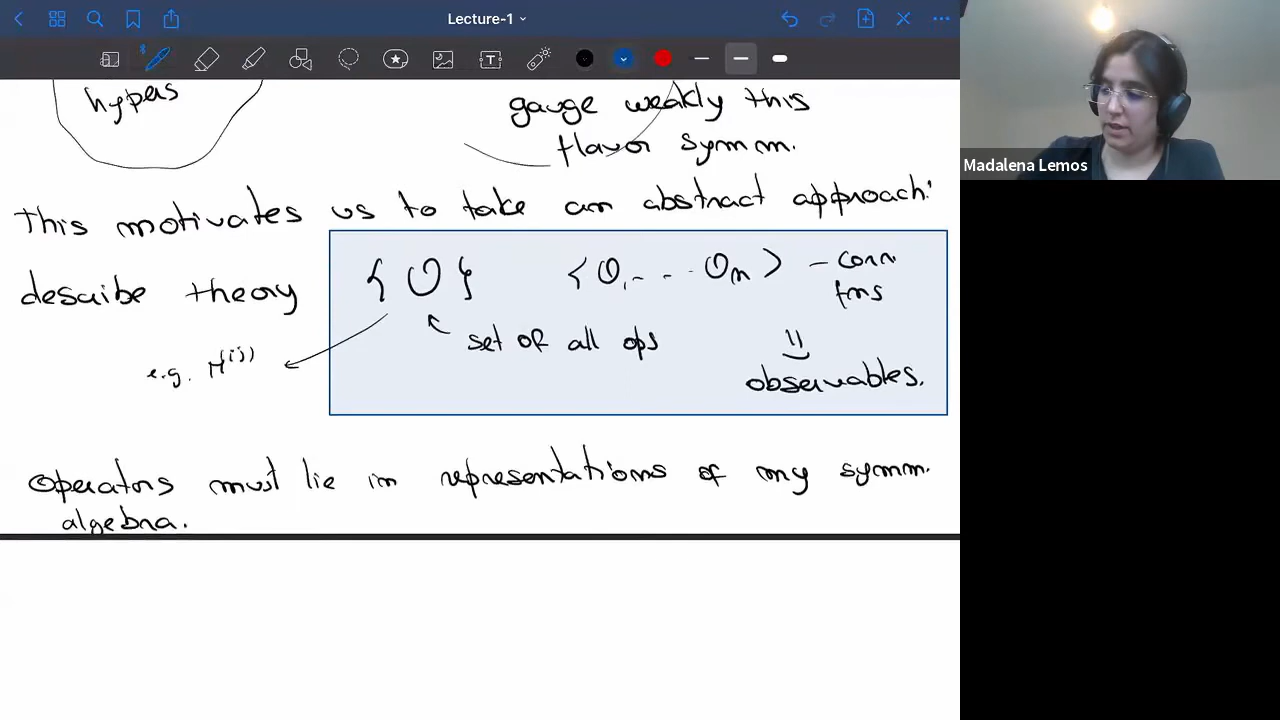 Lecture-1
Madalena Lemos
hypers
gauge weakly this
flavor symm.
This motivates us to take an abstract approach:
describe theory { O } < O1 ... On > - corr
fns
set of all ops
observables.
e.g.
Operators must lie in representations of my symm.
algebra.